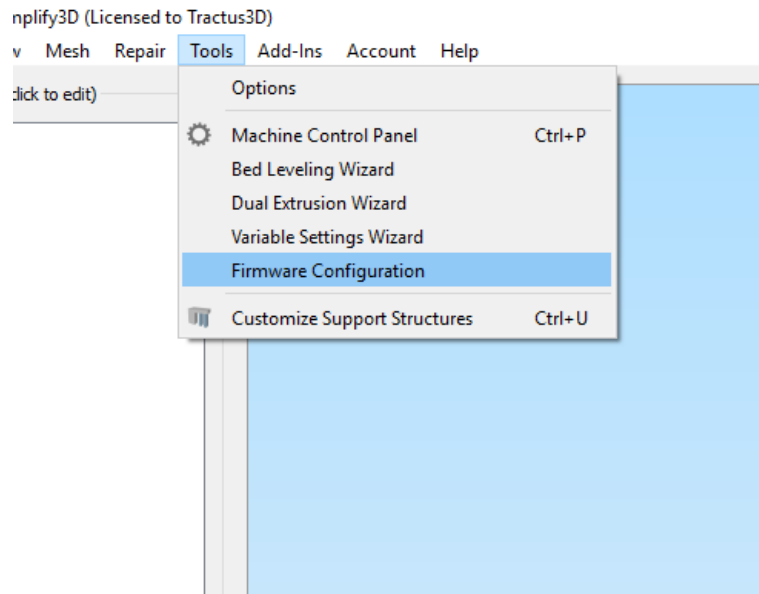 mplify3D (Licensed to Tractus3D)
w Mesh Repair Tools Add-Ins Account Help
click to edit)
Options
Machine Control Panel Ctrl+P
Bed Leveling Wizard
Dual Extrusion Wizard
Variable Settings Wizard
Firmware Configuration
Customize Support Structures Ctrl+U